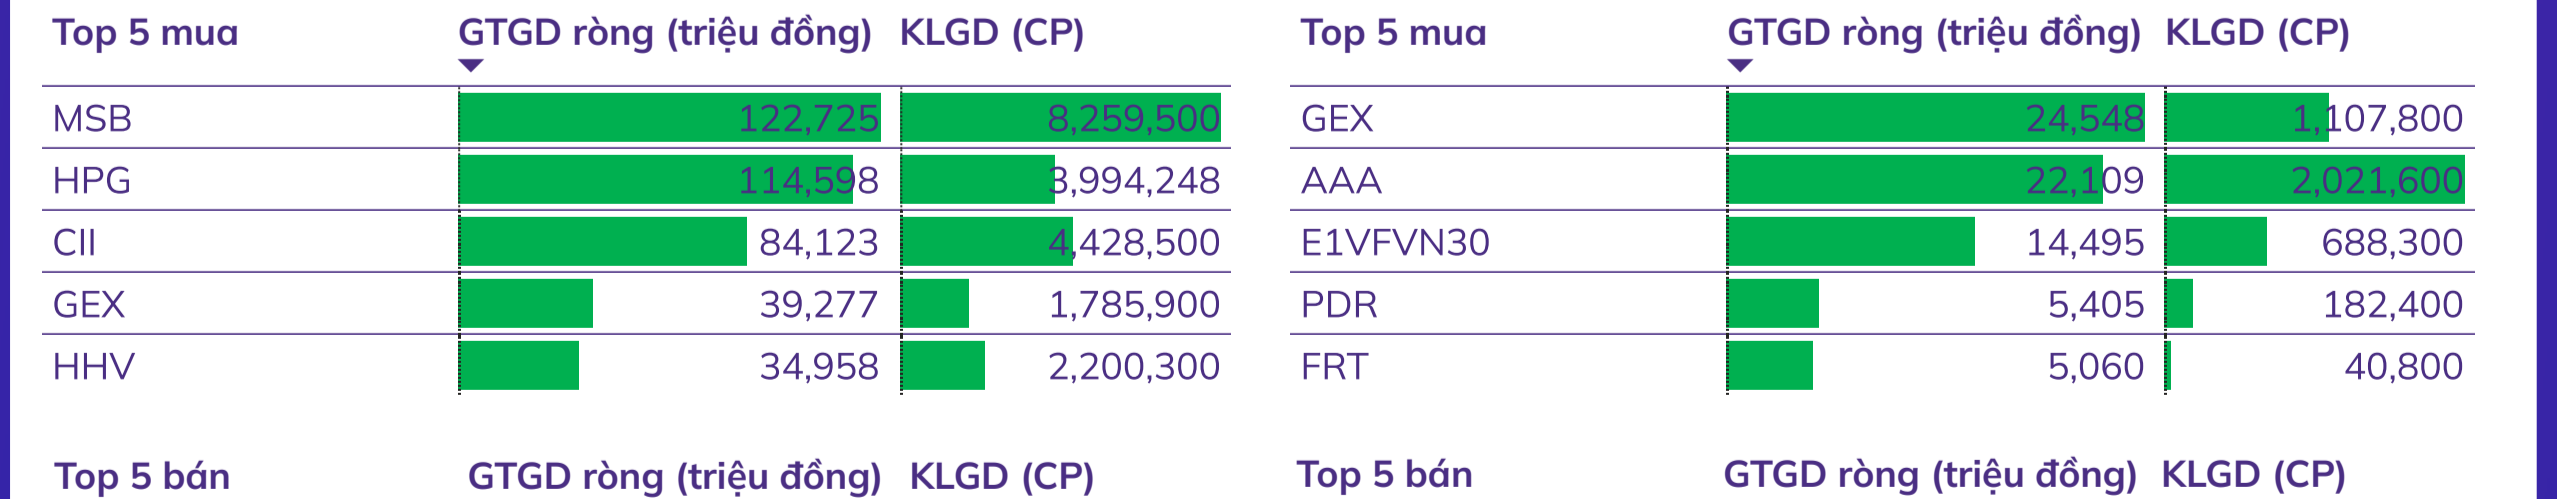 Top 5 mua GTGD ròng (triệu đồng) KLGD (CP)
MSB 122,725 8,259,500
HPG 114,598 3,994,248
CII 84,123 4,428,500
GEX 39,277 1,785,900
HHV 34,958 2,200,300
Top 5 bán GTGD ròng (triệu đồng) KLGD (CP)
Top 5 mua GTGD ròng (triệu đồng) KLGD (CP)
GEX 24,548 1,107,800
AAA 22,109 2,021,600
E1VFVN30 14,495 688,300
PDR 5,405 182,400
FRT 5,060 40,800
Top 5 bán GTGD ròng (triệu đồng) KLGD (CP)